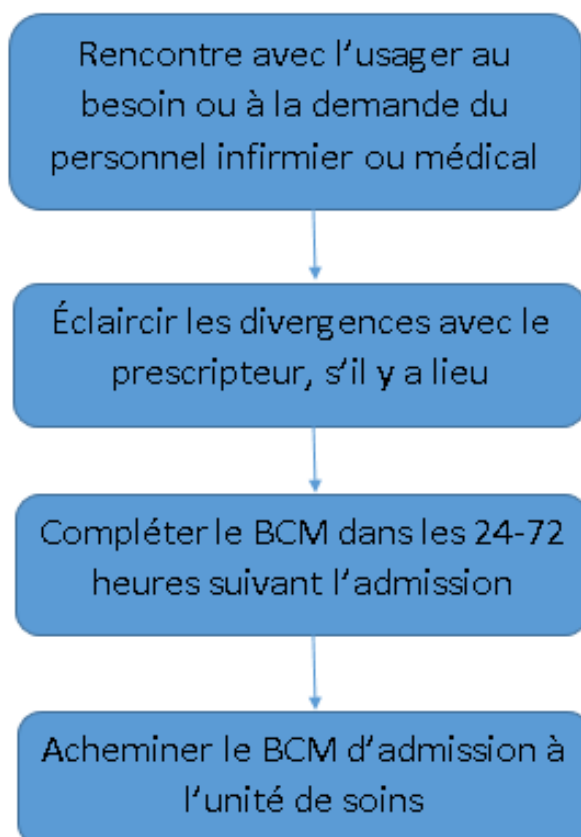 Rencontre avec l'usager au
besoin ou à la demande du
personnel infirmier ou médical
Éclaircir les divergences avec le
prescripteur, s'il y a lieu
Compléter le BCM dans les 24-72
heures suivant l'admission
Acheminer le BCM d'admission à
l'unité de soins